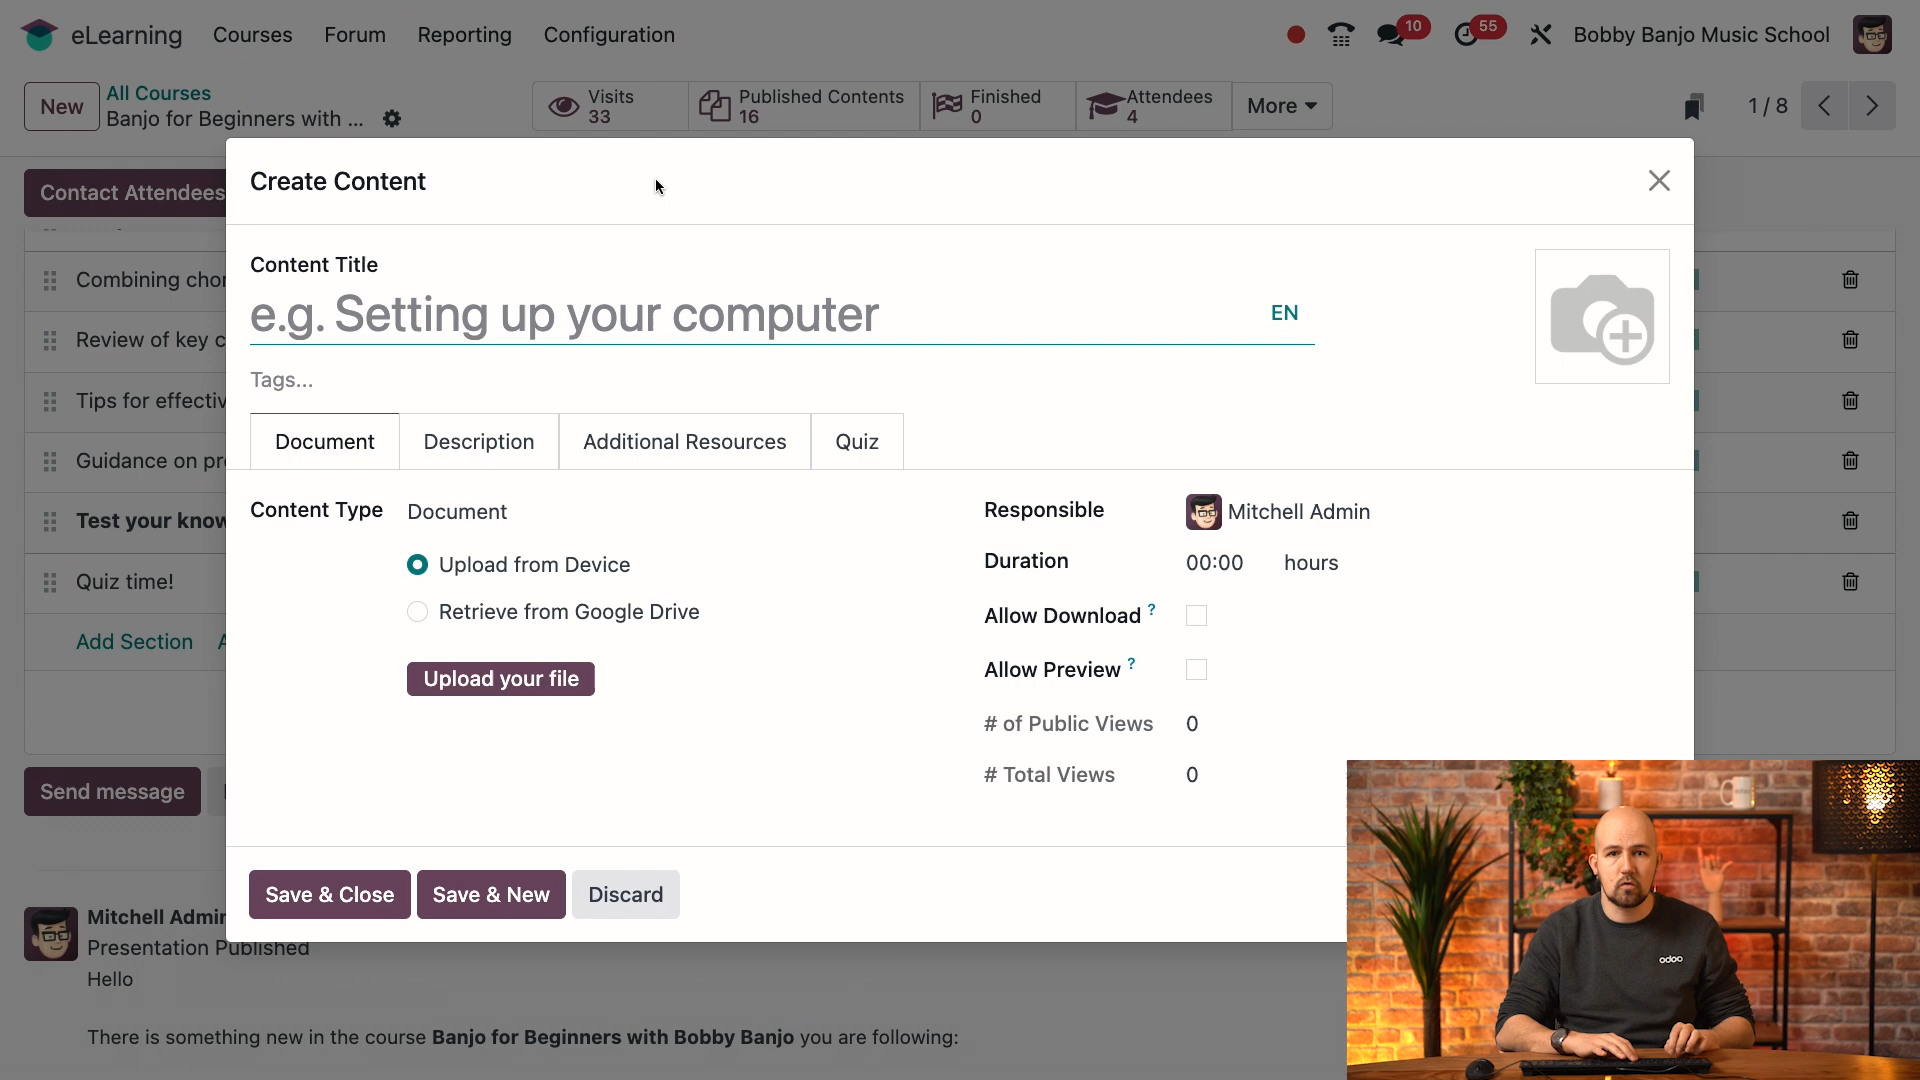 eLearning
Courses
Forum
Reporting
Configuration
10
55
Bobby Banjo Music School
New
All Courses
Banjo for Beginners with ...
Visits
33
Published Contents
16
Finished
0
Attendees
4
More
1 / 8
Contact Attendees
Create Content
Content Title
e.g. Setting up your computer
EN
Tags...
Document
Description
Additional Resources
Quiz
Combining chor
Review of key c
Tips for effectiv
Guidance on pr
Test your know
Quiz time!
Add Section
Content Type
Document
Upload from Device
Retrieve from Google Drive
Upload your file
Responsible
Mitchell Admin
Duration
00:00
hours
Allow Download ?
Allow Preview ?
# of Public Views
0
# Total Views
0
Send message
Save & Close
Save & New
Discard
Mitchell Admin
Presentation Published
Hello
There is something new in the course Banjo for Beginners with Bobby Banjo you are following:
odoo